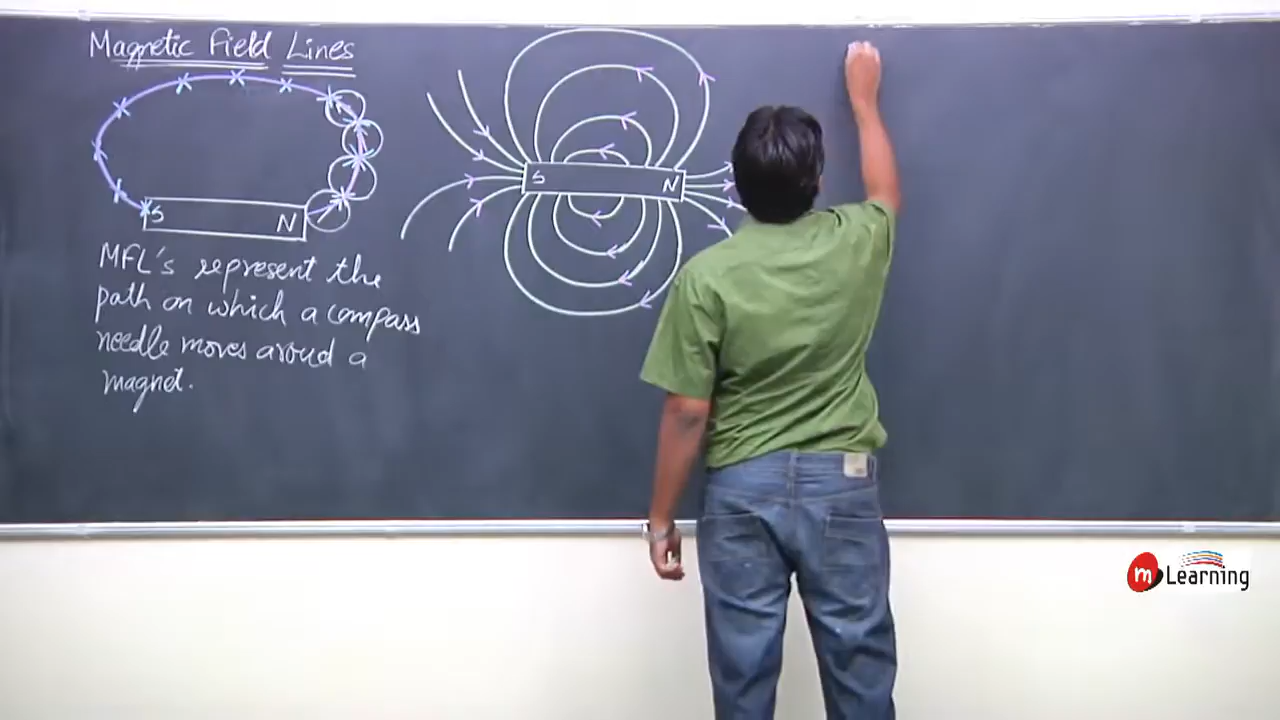 Magnetic Field Lines
S N
MFL's represent the
path on which a compass
needle moves around a
magnet.
S N
m Learning